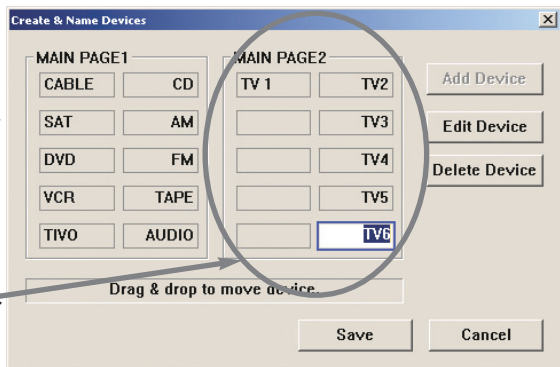 Create & Name Devices
MAIN PAGE1
CABLE CD
SAT AM
DVD FM
VCR TAPE
TIVO AUDIO
MAIN PAGE2
TV 1 TV2
TV3
TV4
TV5
TV6
Add Device
Edit Device
Delete Device
Drag & drop to move device.
Save Cancel